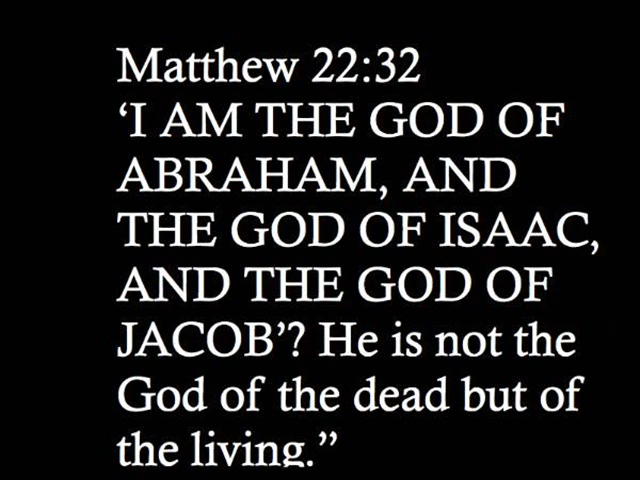 Matthew 22:32
‘I AM THE GOD OF
ABRAHAM, AND
THE GOD OF ISAAC,
AND THE GOD OF
JACOB’? He is not the
God of the dead but of
the living.”